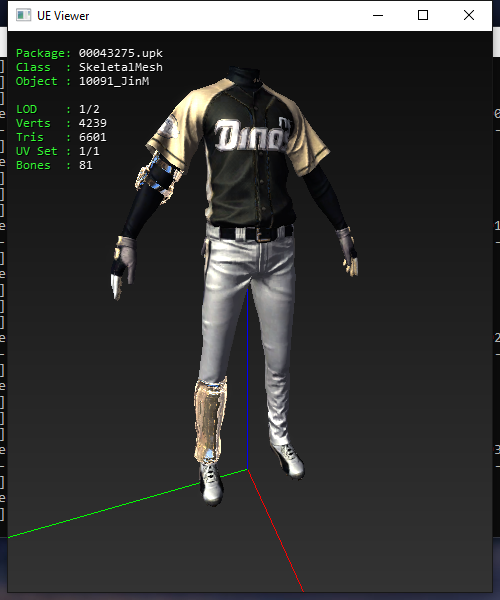 UE Viewer
Package: 00043275.upk
Class  : SkeletalMesh
Object : 10091_JinM
LOD    : 1/2
Verts  : 4239
Tris   : 6601
UV Set : 1/1
Bones  : 81
Dinos